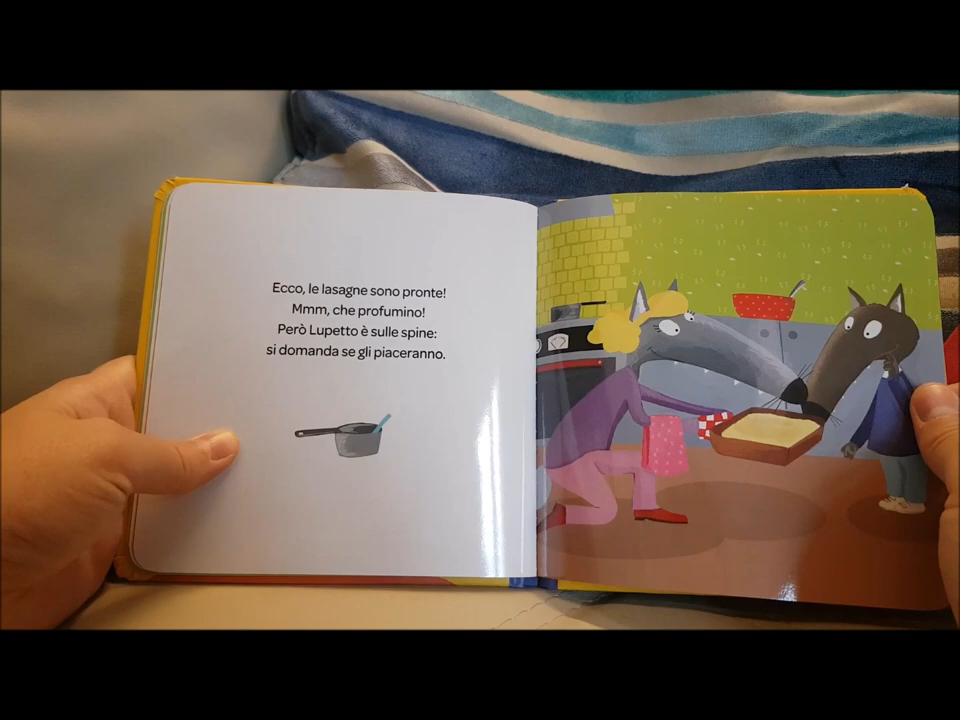 Ecco, le lasagne sono pronte!
Mmm, che profumino!
Però Lupetto è sulle spine:
si domanda se gli piaceranno.